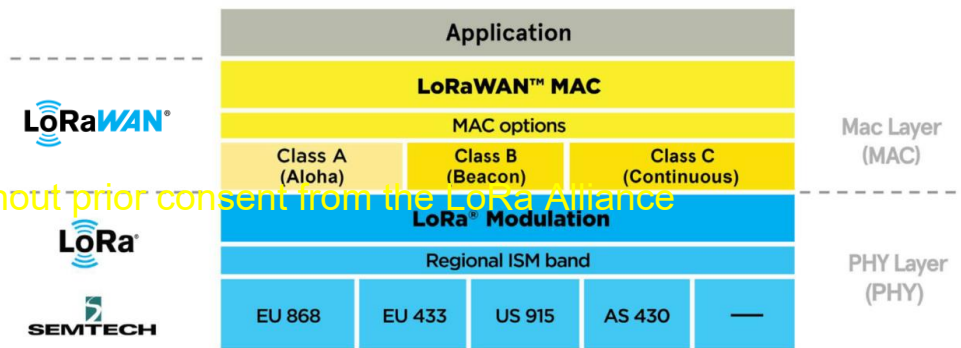 Application
LoRaWAN™ MAC
LoRaWAN®
MAC options
Mac Layer
(MAC)
Class A
(Aloha)
Class B
(Beacon)
Class C
(Continuous)
hout prior consent from the LoRa Alliance
LoRa® Modulation
LoRa®
Regional ISM band
PHY Layer
(PHY)
SEMTECH
EU 868
EU 433
US 915
AS 430
—